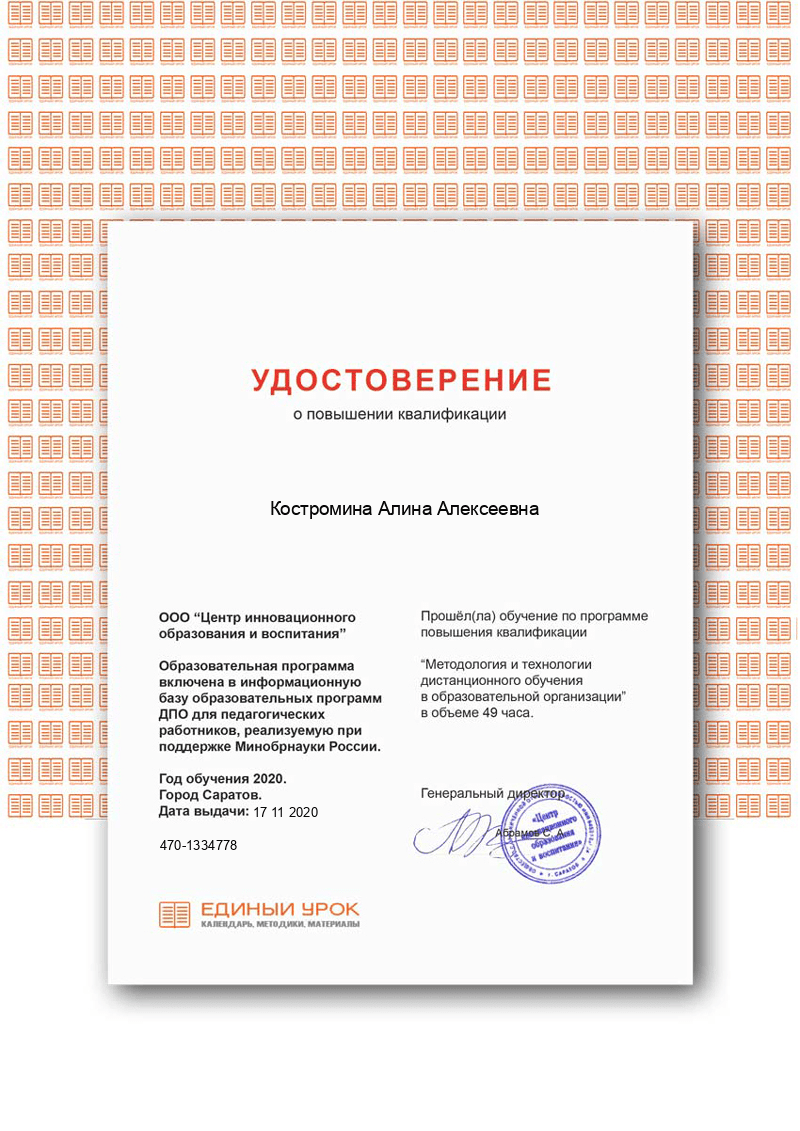 УДОСТОВЕРЕНИЕ
о повышении квалификации
Костромина Алина Алексеевна
ООО “Центр инновационного
образования и воспитания”
Образовательная программа
включена в информационную
базу образовательных программ
ДПО для педагогических
работников, реализуемую при
поддержке Минобрнауки России.
Год обучения 2020.
Город Саратов.
Дата выдачи: 17 11 2020
470-1334778
ЕДИНЫЙ УРОК
КАЛЕНДАРЬ, МЕТОДИКИ, МАТЕРИАЛЫ
Прошёл(ла) обучение по программе
повышения квалификации
“Методология и технологии
дистанционного обучения
в образовательной организации”
в объеме 49 часа.
Генеральный директор
Абрамов С. А.
«Центр
инновационного
образования
и воспитания»
г. САРАТОВ